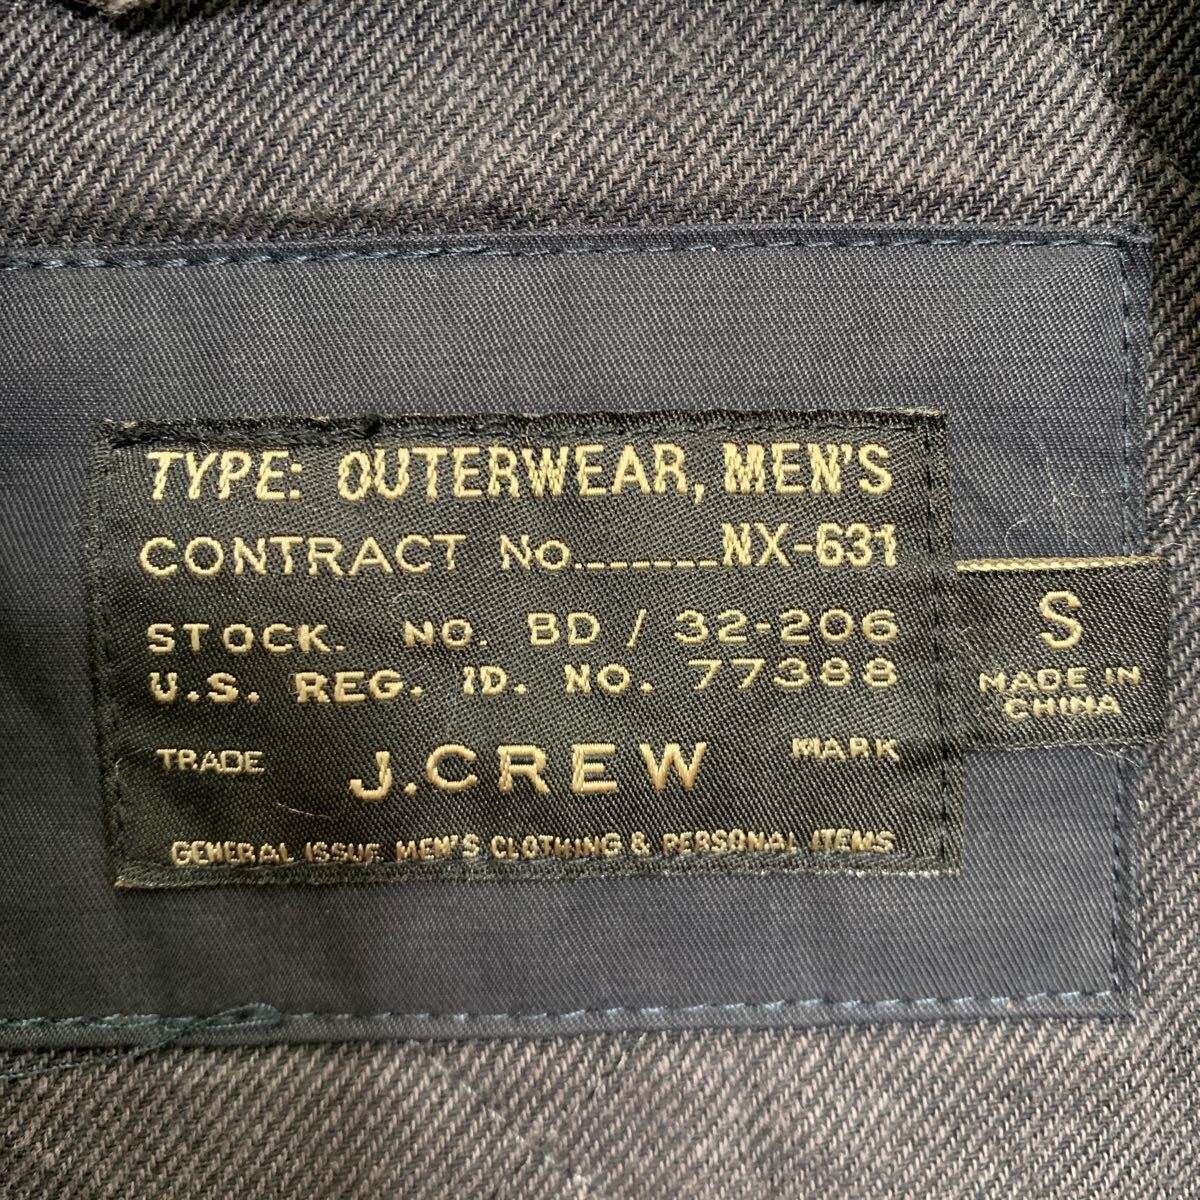 TYPE: OUTERWEAR, MEN'S
CONTRACT No._______NX-631
STOCK. NO. BD / 32-206
U.S. REG. ID. NO. 77388
TRADE J.CREW MARK
GENERAL ISSUE MEN'S CLOTHING & PERSONAL ITEMS
S
MADE IN
CHINA